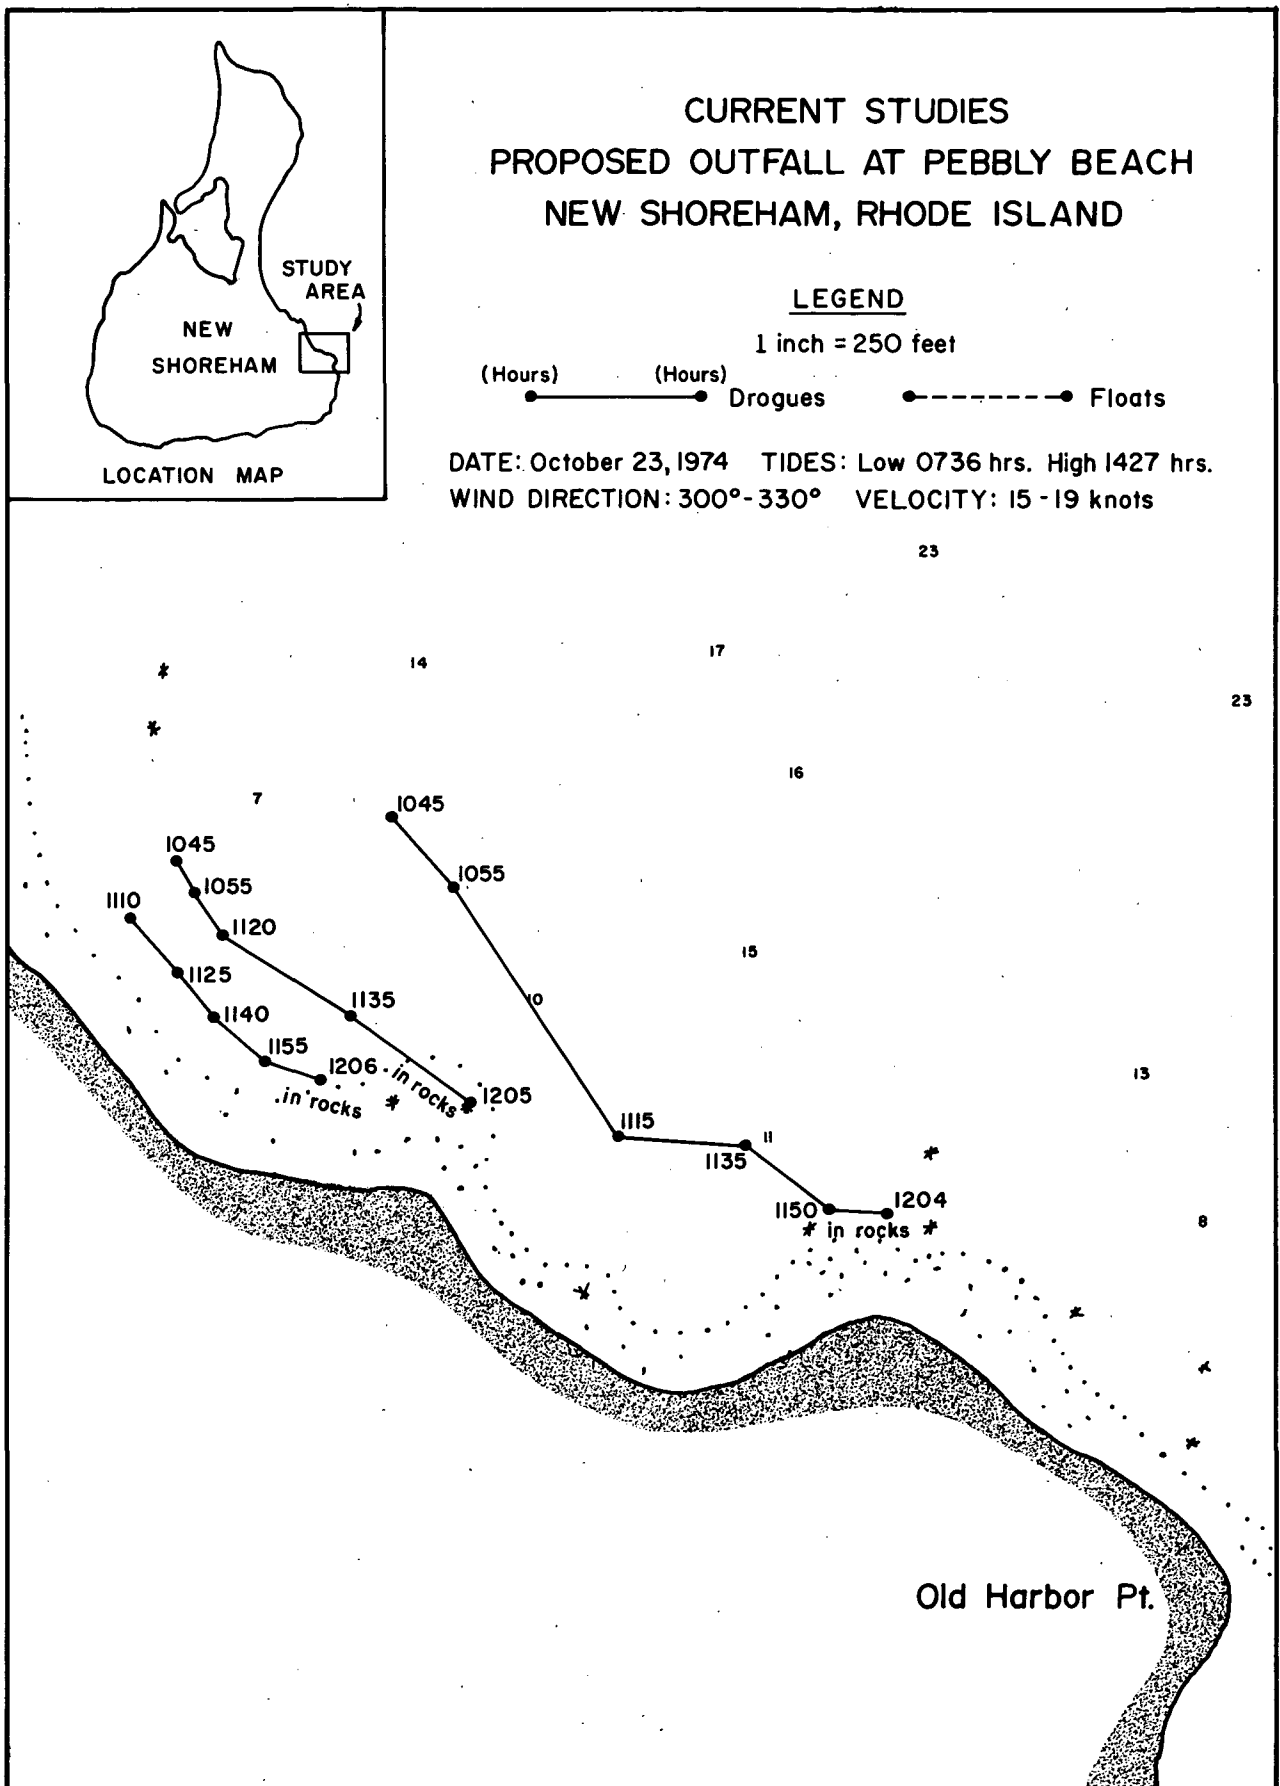 CURRENT STUDIES
PROPOSED OUTFALL AT PEBBLY BEACH
NEW SHOREHAM, RHODE ISLAND
STUDY
AREA
NEW
SHOREHAM
LOCATION MAP
LEGEND
1 inch = 250 feet
(Hours) (Hours) Drogues Floats
DATE: October 23, 1974 TIDES: Low 0736 hrs. High 1427 hrs.
WIND DIRECTION: 300°-330° VELOCITY: 15-19 knots
23
17
14
23
16
7
1045
1045
1055
1055
1110
1120
15
1125
10
1135
1140
1155
1206
in rocks
in rocks
1205
13
1115
11
1135
1150
1204
in rocks
8
Old Harbor Pt.